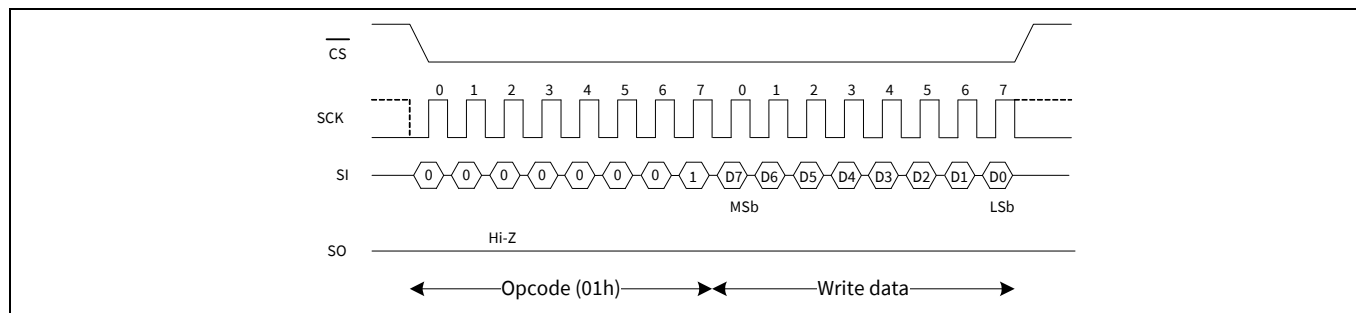 CS
0 1 2 3 4 5 6 7 0 1 2 3 4 5 6 7
SCK
SI 0 0 0 0 0 0 0 1 D7 D6 D5 D4 D3 D2 D1 D0
MSb LSb
Hi-Z
SO
Opcode (01h) Write data